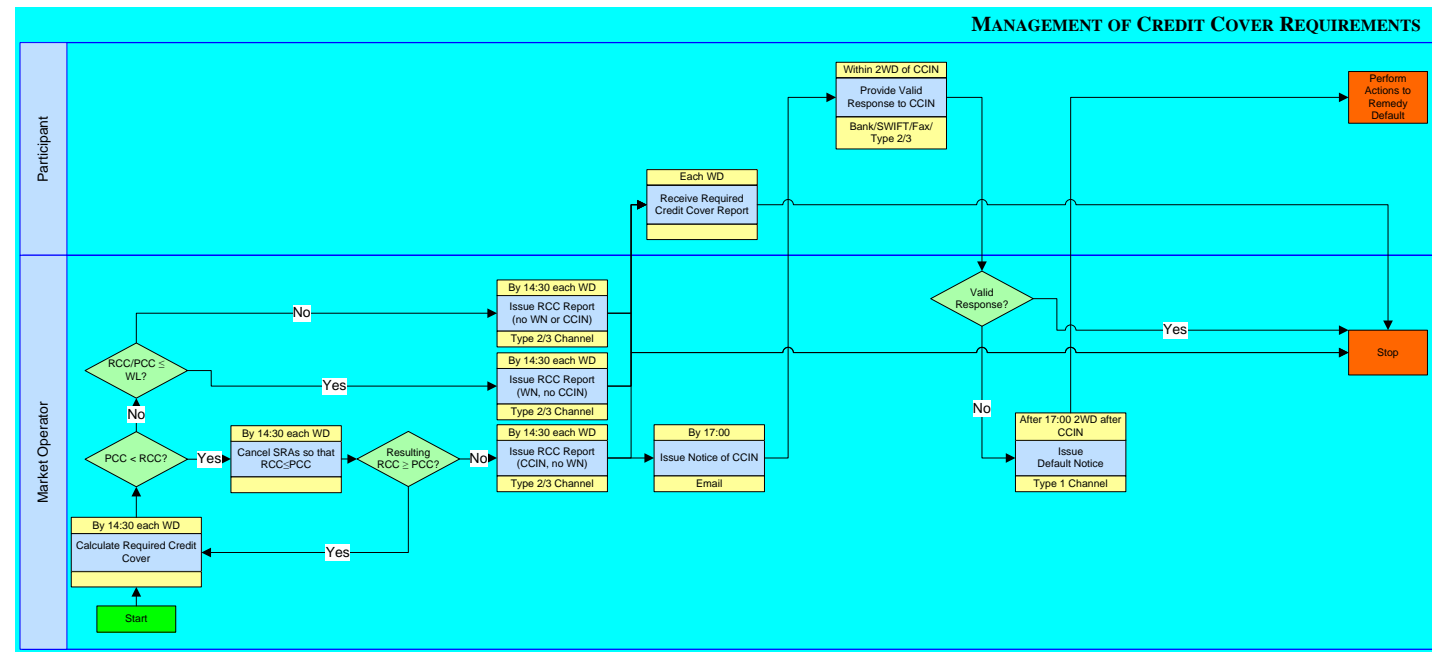 MANAGEMENT OF CREDIT COVER REQUIREMENTS
Participant
Within 2WD of CCIN
Provide Valid
Response to CCIN
Bank/SWIFT/Fax/
Type 2/3
Perform
Actions to
Remedy
Default
Each WD
Receive Required
Credit Cover Report
Market Operator
By 14:30 each WD
Issue RCC Report
(no WN or CCIN)
Type 2/3 Channel
No
Valid
Response?
Yes
Stop
RCC/PCC ≤
WL?
Yes
By 14:30 each WD
Issue RCC Report
(WN, no CCIN)
Type 2/3 Channel
No
No
PCC < RCC?
Yes
By 14:30 each WD
Cancel SRAs so that
RCC≤PCC
Resulting
RCC ≥ PCC?
No
By 14:30 each WD
Issue RCC Report
(CCIN, no WN)
Type 2/3 Channel
By 17:00
Issue Notice of CCIN
Email
After 17:00 2WD after
CCIN
Issue
Default Notice
Type 1 Channel
By 14:30 each WD
Calculate Required Credit
Cover
Yes
Start